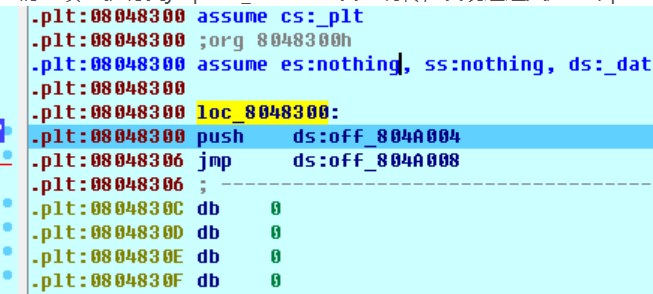 .plt:08048300 assume cs:_plt
.plt:08048300 ;org 8048300h
.plt:08048300 assume es:nothing, ss:nothing, ds:_dat
.plt:08048300
.plt:08048300 loc_8048300:
.plt:08048300 push ds:off_804A004
.plt:08048306 jmp ds:off_804A008
.plt:08048306 ; ---------------------------------------
.plt:0804830C db 0
.plt:0804830D db 0
.plt:0804830E db 0
.plt:0804830F db 0